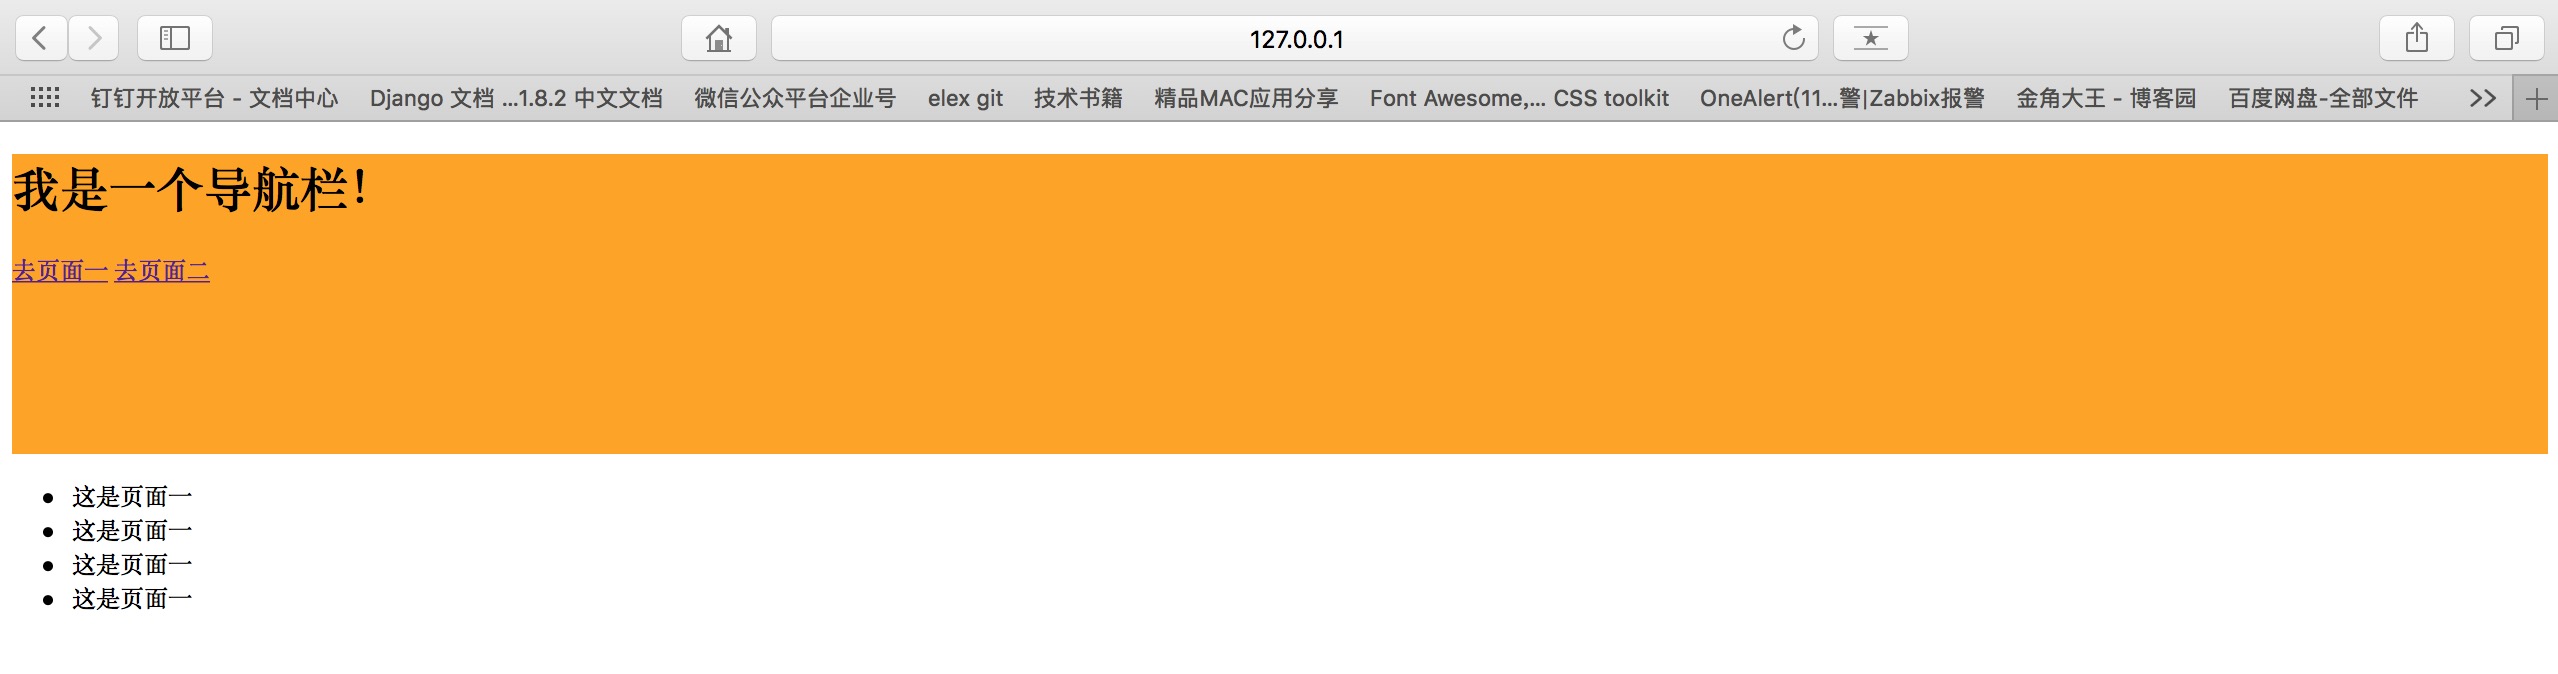 127.0.0.1
钉钉开放平台 - 文档中心 Django 文档 ...1.8.2 中文文档 微信公众平台企业号 elex git 技术书籍 精品MAC应用分享 Font Awesome,... CSS toolkit OneAlert(11...警|Zabbix报警 金角大王 - 博客园 百度网盘-全部文件
我是一个导航栏！
去页面一 去页面二
这是页面一
这是页面一
这是页面一
这是页面一